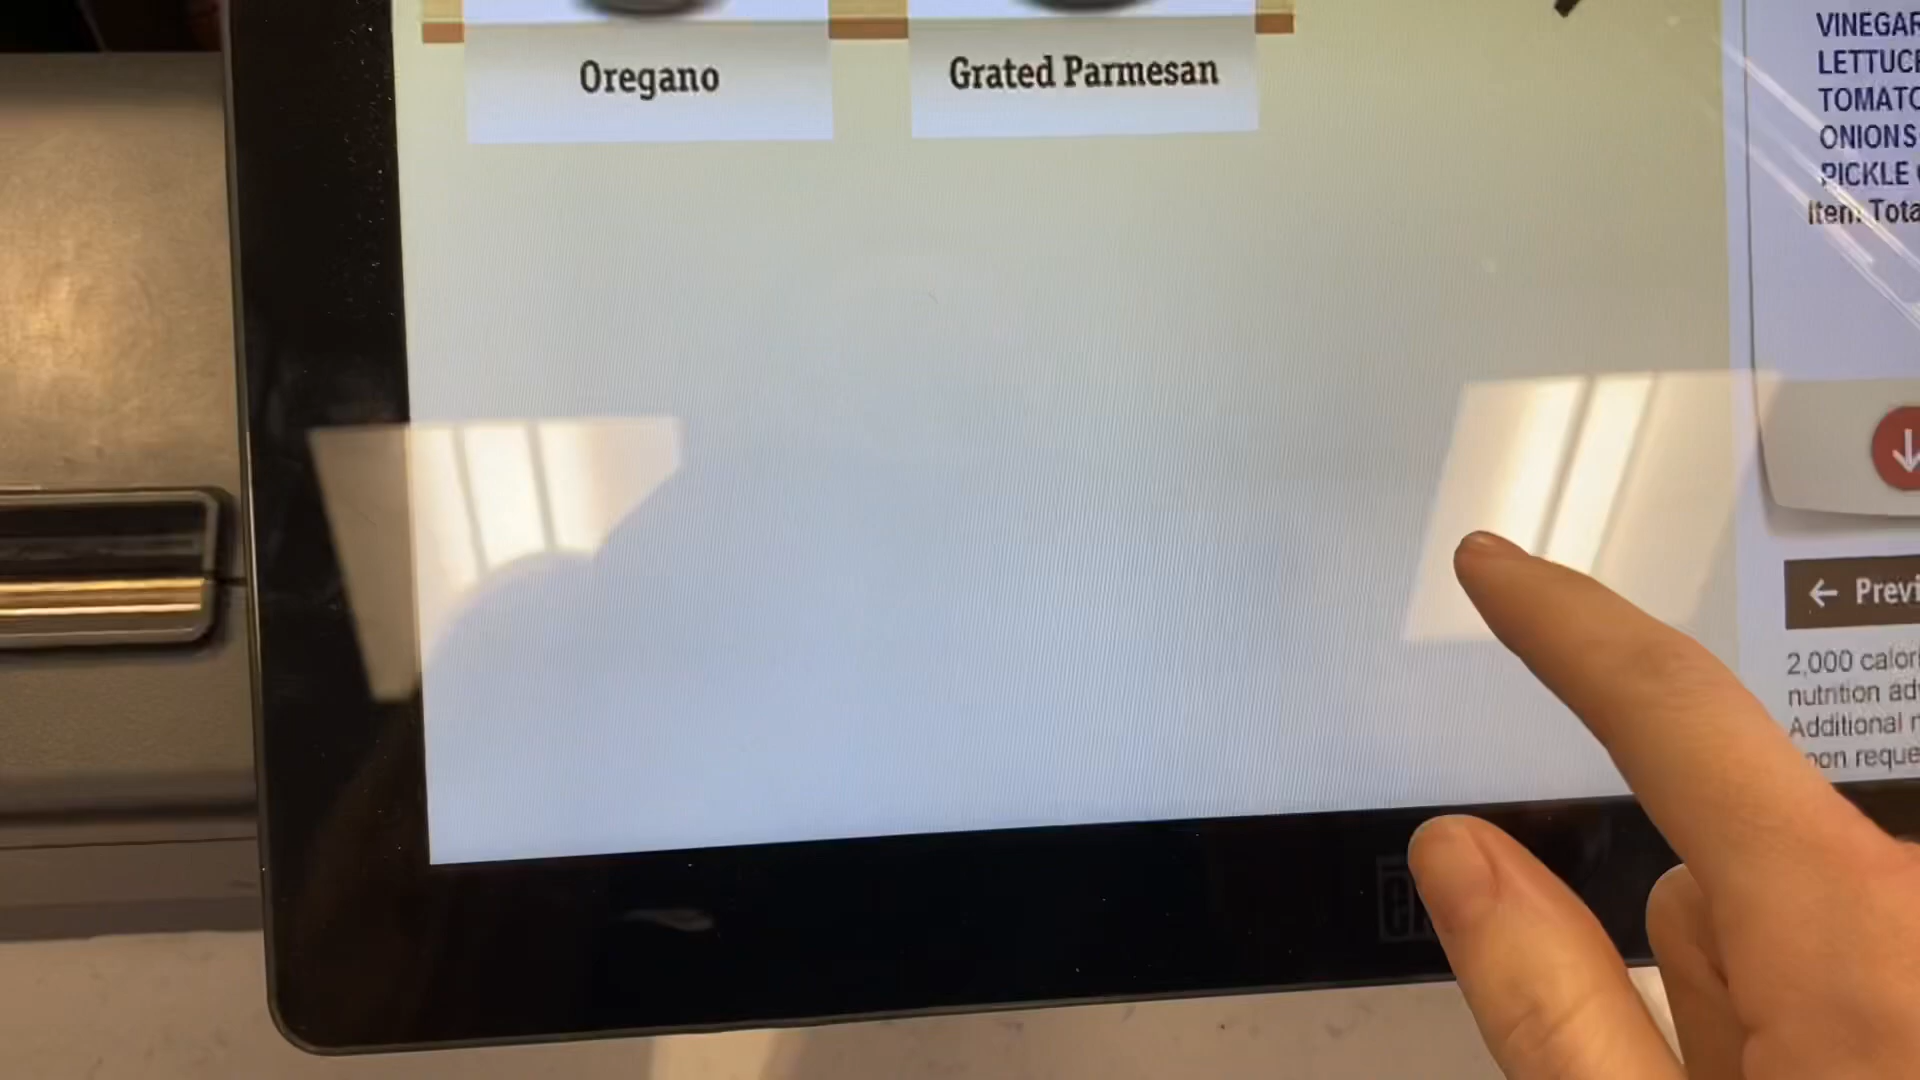 Oregano
Grated Parmesan
VINEGAR
LETTUCE
TOMATO
ONIONS
PICKLE
Item Tota
← Previ
2,000 calori
nutrition ad
Additional
upon reque